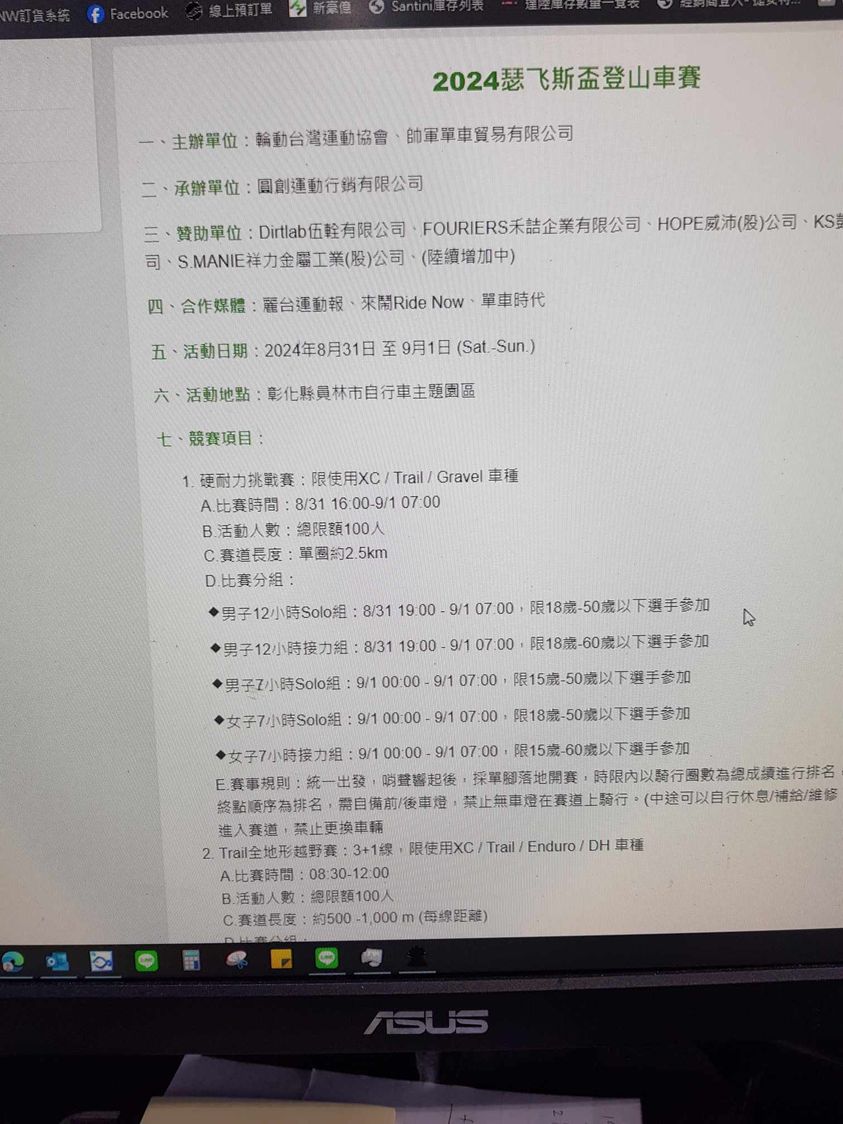 NW訂貨系統 Facebook 線上預訂單 新豪億 Santini庫存列表
2024瑟飞斯盃登山車賽
一、主辦單位：輪動台灣運動協會、帥軍單車貿易有限公司
二、承辦單位：圓創運動行銷有限公司
三、贊助單位：Dirtlab伍輇有限公司、FOURIERS禾喆企業有限公司、HOPE威沛(股)公司、KS
司、S.MANIE祥力金屬工業(股)公司、(陸續增加中)
四、合作媒體：麗台運動報、來鬧Ride Now、單車時代
五、活動日期：2024年8月31日 至 9月1日 (Sat.-Sun.)
六、活動地點：彰化縣員林市自行車主題園區
七、競賽項目：
1. 硬耐力挑戰賽：限使用XC / Trail / Gravel 車種
A.比賽時間：8/31 16:00-9/1 07:00
B.活動人數：總限額100人
C.賽道長度：單圈約2.5km
D.比賽分組：
◆男子12小時Solo組：8/31 19:00 - 9/1 07:00，限18歲-50歲以下選手參加
◆男子12小時接力組：8/31 19:00 - 9/1 07:00，限18歲-60歲以下選手參加
◆男子7小時Solo組：9/1 00:00 - 9/1 07:00，限15歲-50歲以下選手參加
◆女子7小時Solo組：9/1 00:00 - 9/1 07:00，限18歲-50歲以下選手參加
◆女子7小時接力組：9/1 00:00 - 9/1 07:00，限15歲-60歲以下選手參加
E.賽事規則：統一出發，哨聲響起後，採單腳落地開賽，時限內以騎行圈數為總成績進行排名，
終點順序為排名，需自備前/後車燈，禁止無車燈在賽道上騎行。(中途可以自行休息/補給/維修
進入賽道，禁止更換車輛
2. Trail全地形越野賽：3+1線，限使用XC / Trail / Enduro / DH 車種
A.比賽時間：08:30-12:00
B.活動人數：總限額100人
C.賽道長度：約500 -1,000 m (每線距離)
D.比賽分組：
ASUS